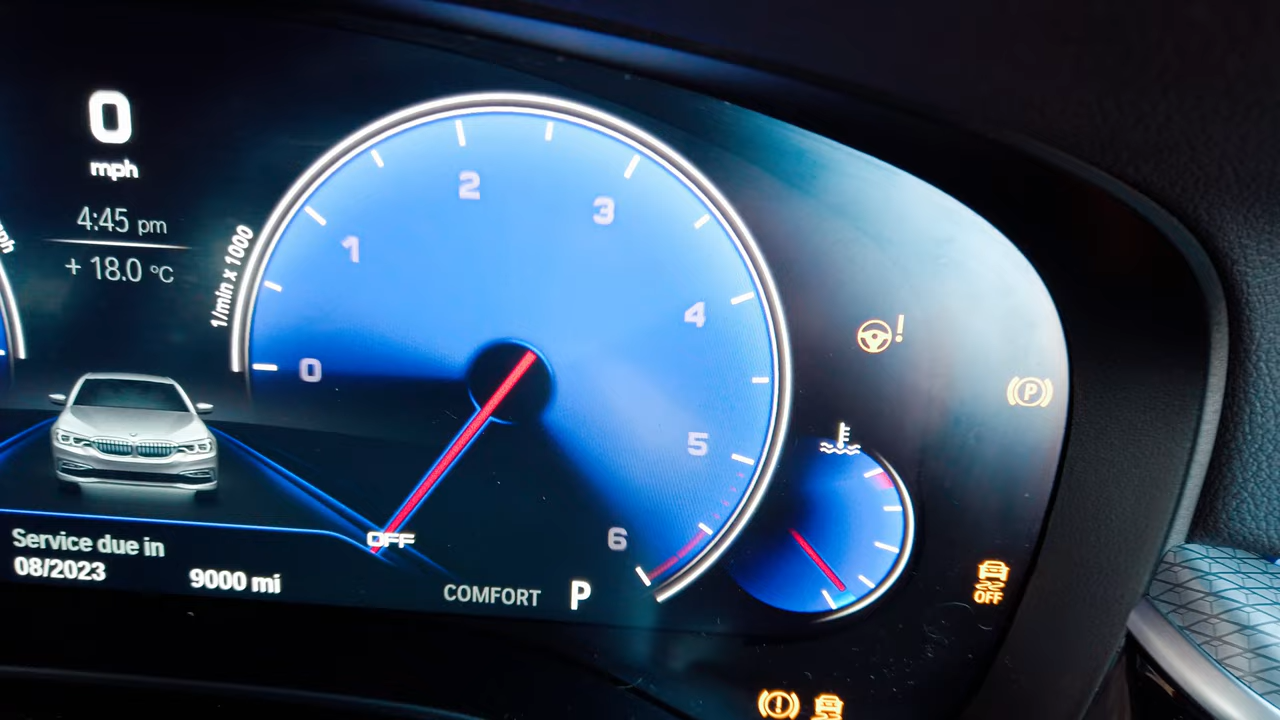 0
mph
4:45 pm
+ 18.0 °C
1/min x 1000
0
1
2
3
4
5
6
OFF
Service due in
08/2023
9000 mi
COMFORT
P
!
P
OFF
!